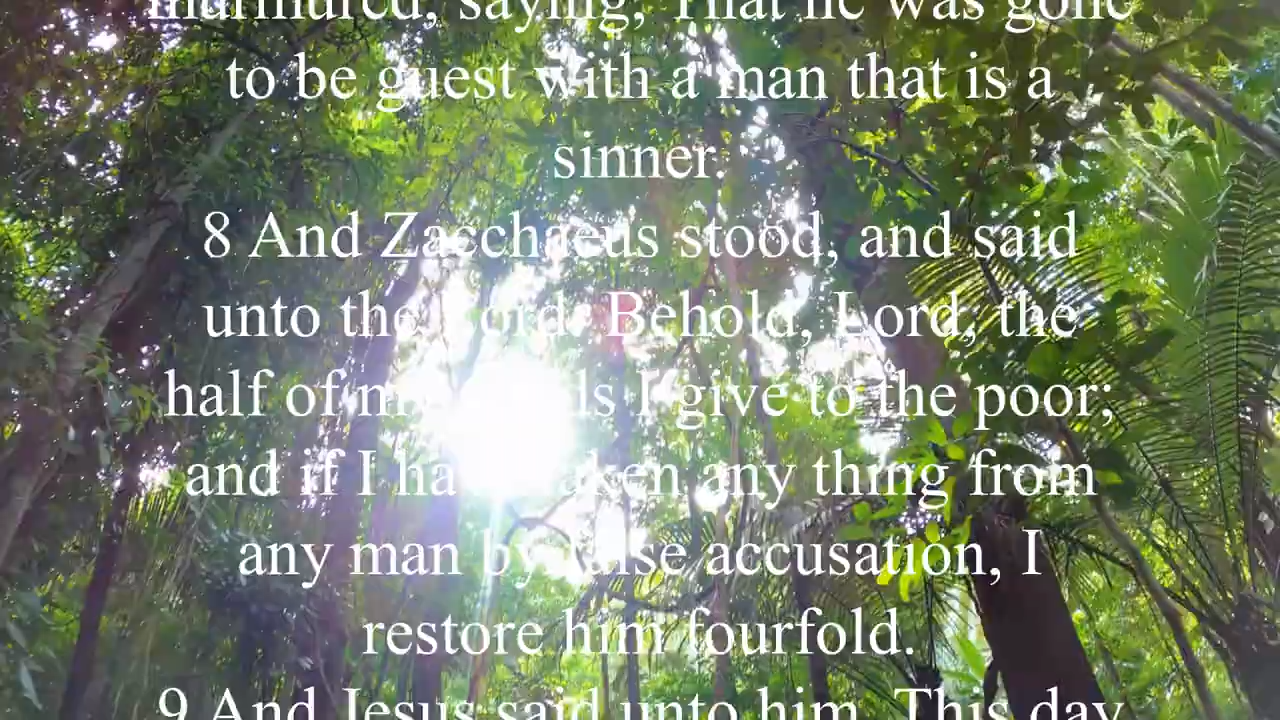 murmured, saying, That he was gone
to be guest with a man that is a
sinner.
8 And Zacchaeus stood, and said
unto the Lord; Behold, Lord, the
half of my goods I give to the poor;
and if I have taken any thing from
any man by false accusation, I
restore him fourfold.
9 And Jesus said unto him, This day